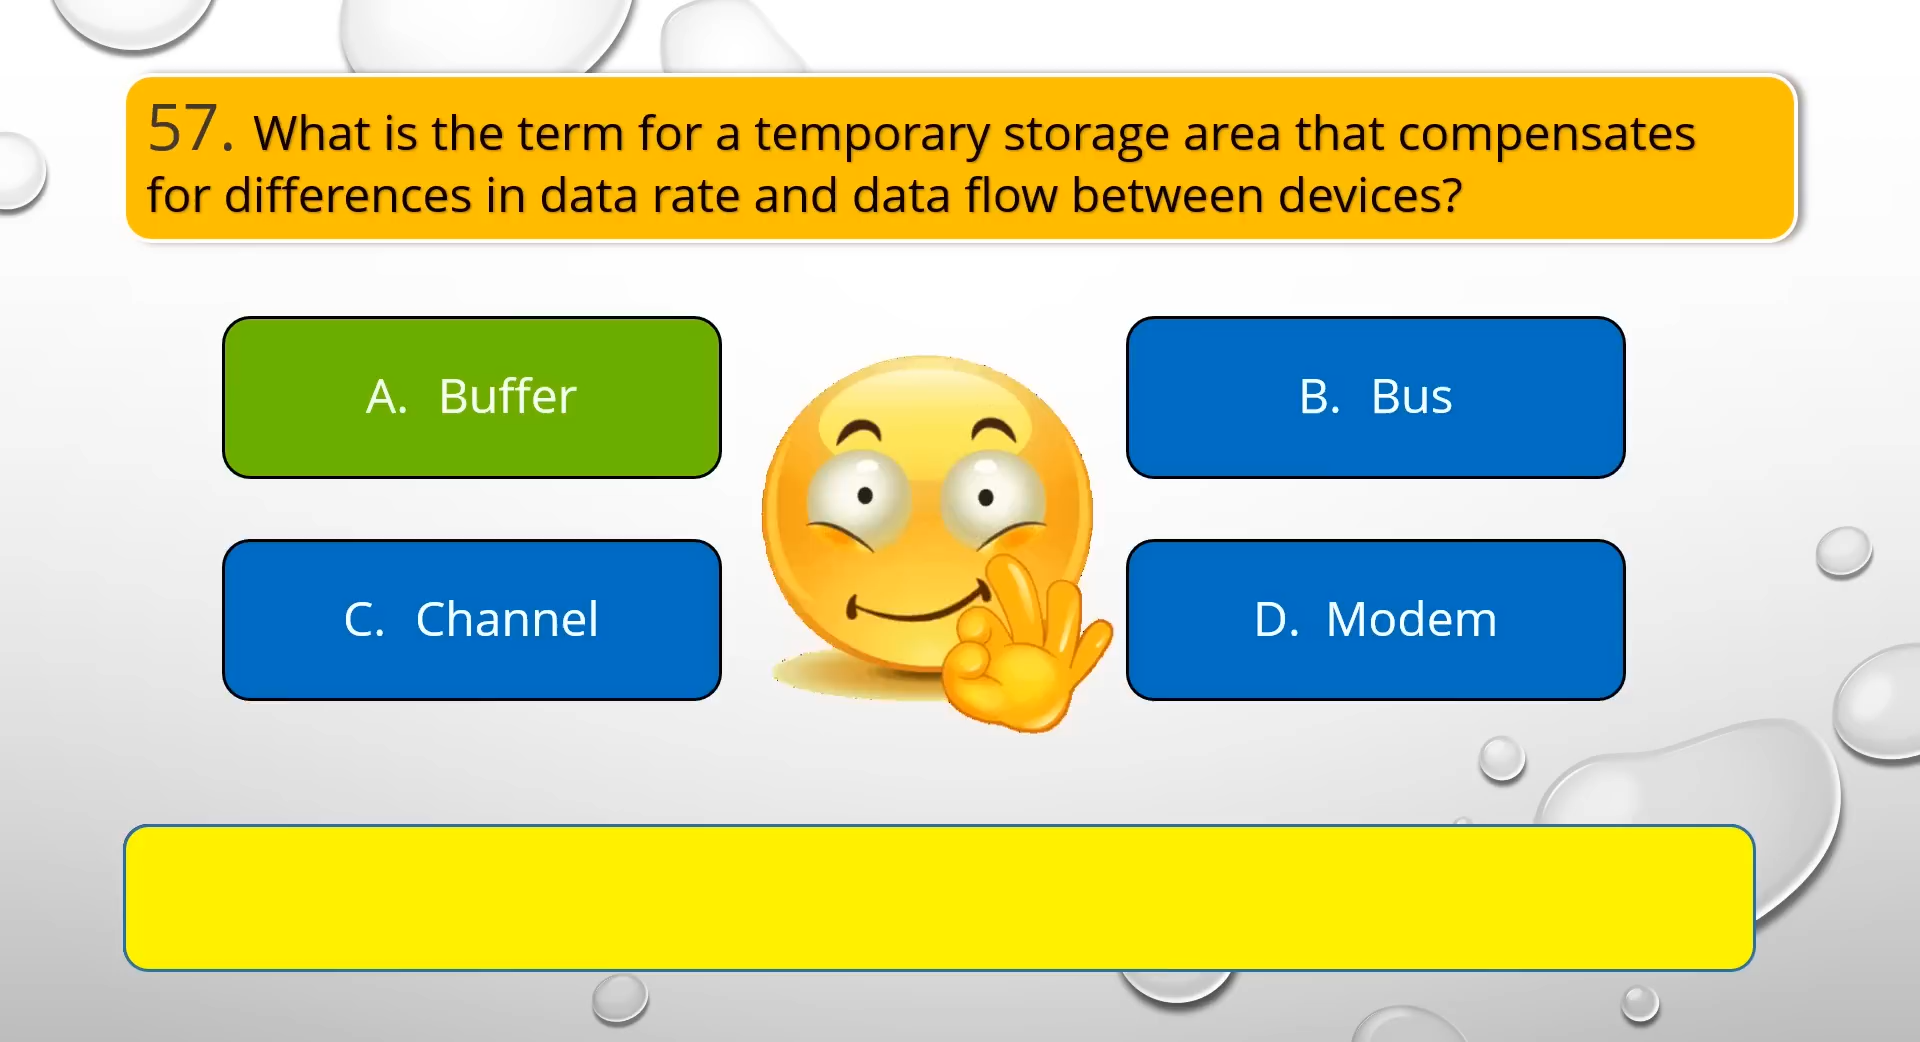 57. What is the term for a temporary storage area that compensates
for differences in data rate and data flow between devices?
A. Buffer
B. Bus
C. Channel
D. Modem